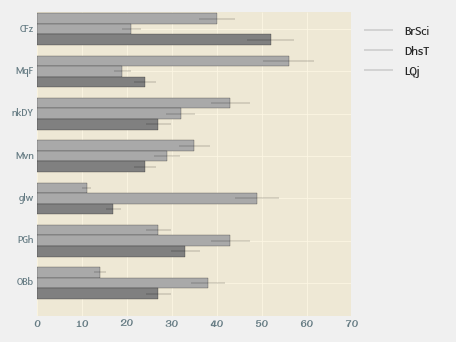 CFz
MqF
nkDY
Mvn
glw
PGh
OBb
0 10 20 30 40 50 60 70
BrSci
DhsT
LQj